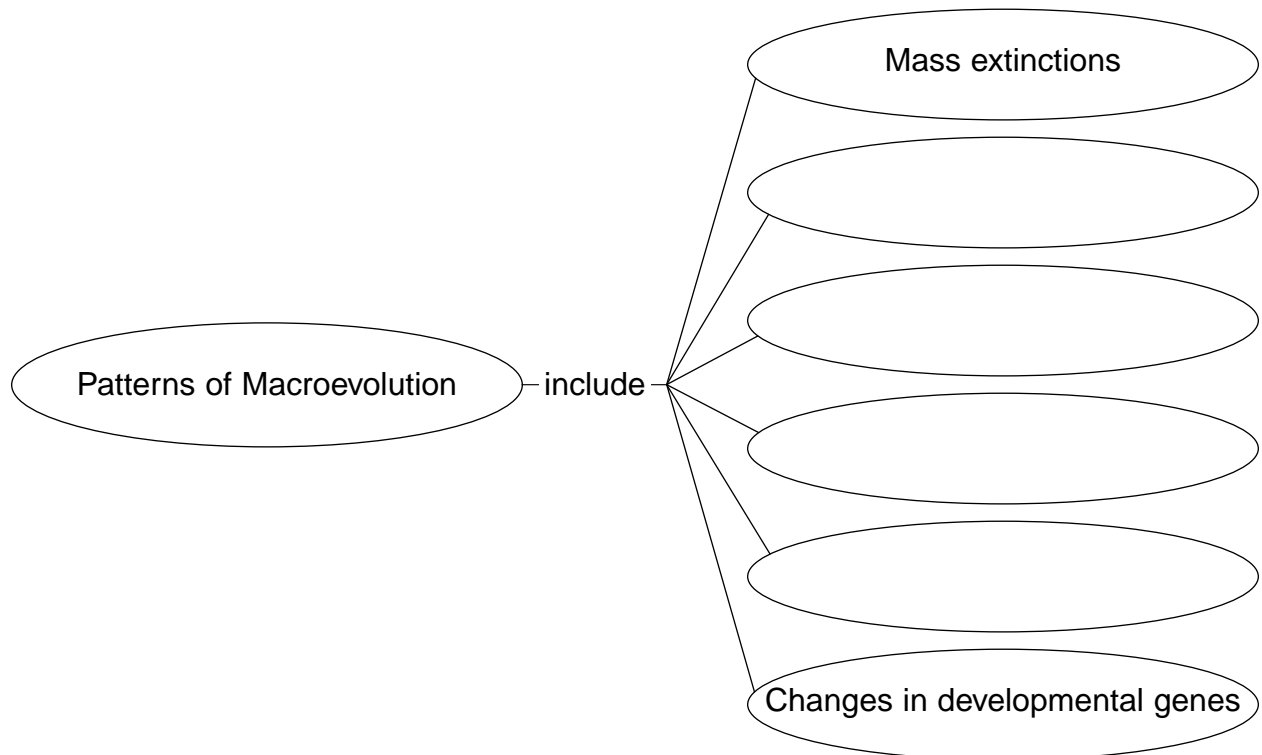 Mass extinctions
Patterns of Macroevolution
include
Changes in developmental genes